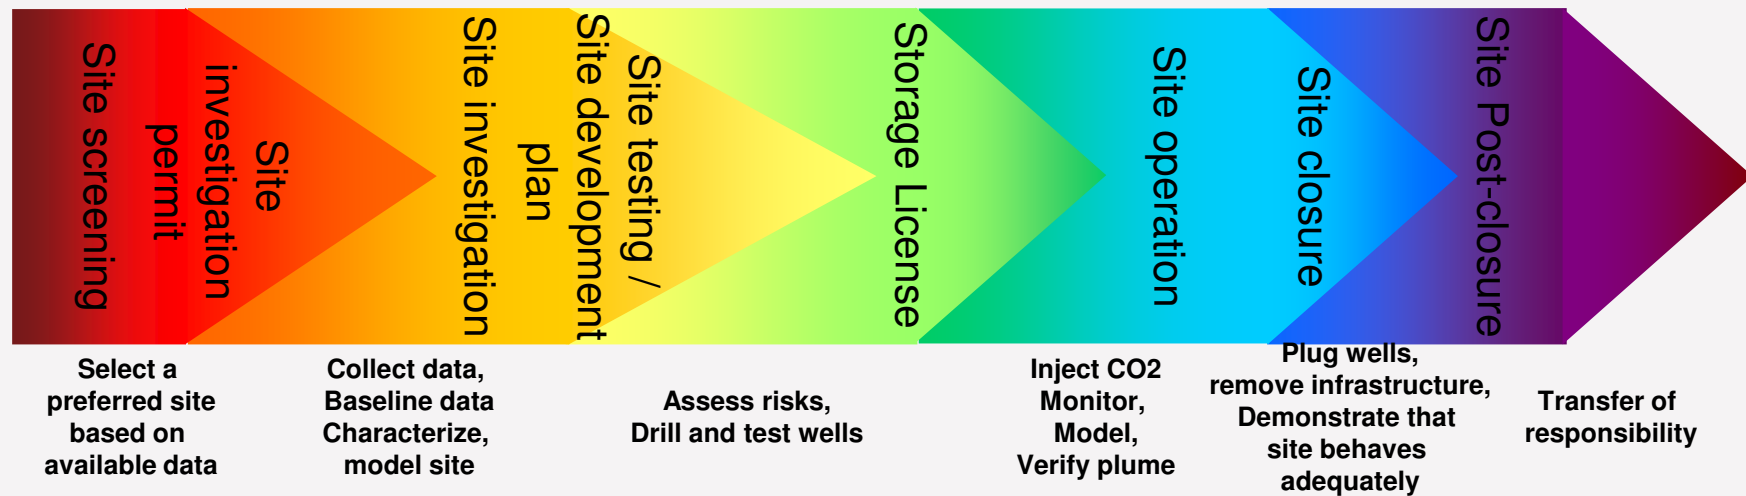 Site screening
Site
investigation
permit
Site investigation
plan
Site testing /
Site development
Storage License
Site operation
Site closure
Site Post-closure
Select a
preferred site
based on
available data
Collect data,
Baseline data
Characterize,
model site
Assess risks,
Drill and test wells
Inject CO2
Monitor,
Model,
Verify plume
Plug wells,
remove infrastructure,
Demonstrate that
site behaves
adequately
Transfer of
responsibility